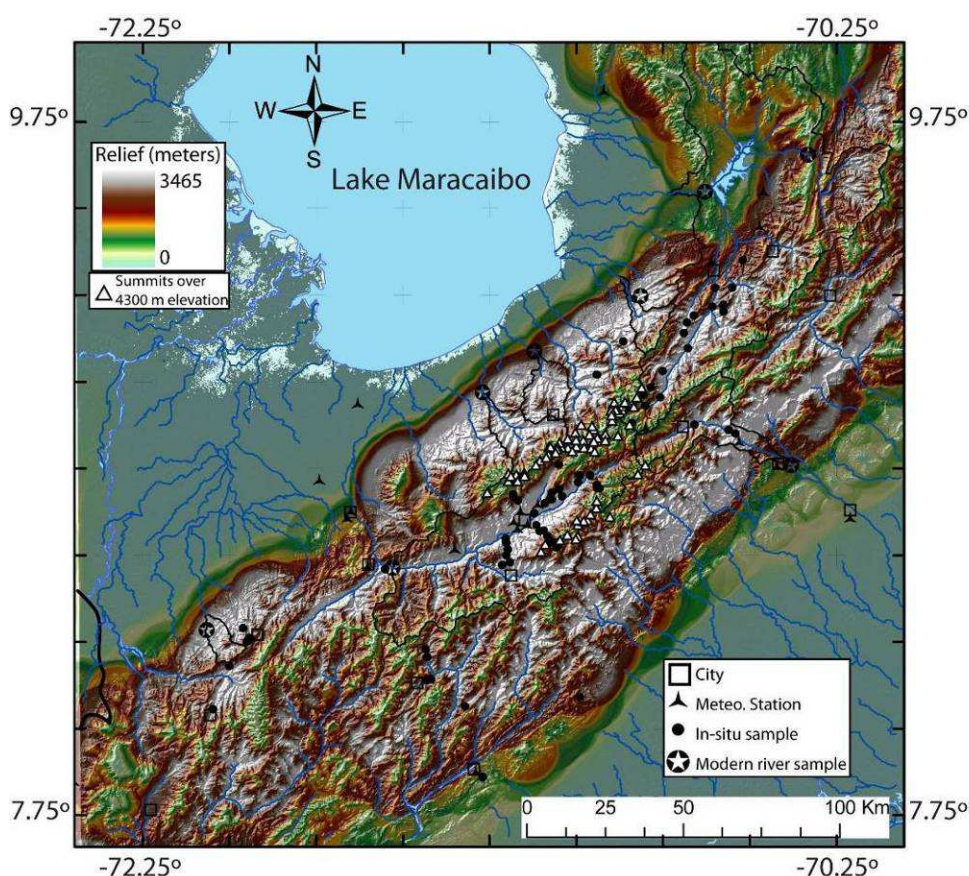 -72.25º
-70.25º
9.75º
9.75º
N
W
E
S
Lake Maracaibo
Relief (meters)
3465
0
Summits over
4300 m elevation
City
Meteo. Station
In-situ sample
Modern river sample
0
25
50
100 Km
7.75º
7.75º
-72.25º
-70.25º